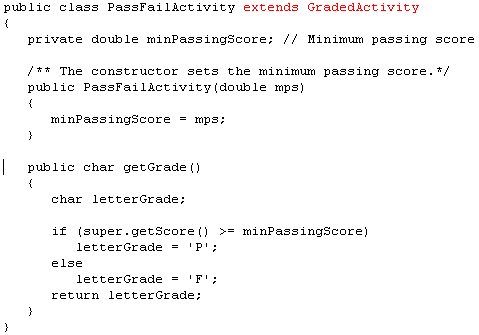 public class PassFailActivity extends GradedActivity
{
   private double minPassingScore; // Minimum passing score

   /** The constructor sets the minimum passing score.*/
   public PassFailActivity(double mps)
   {
      minPassingScore = mps;
   }

   public char getGrade()
   {
      char letterGrade;

      if (super.getScore() >= minPassingScore)
         letterGrade = 'P';
      else
         letterGrade = 'F';
      return letterGrade;
   }
}